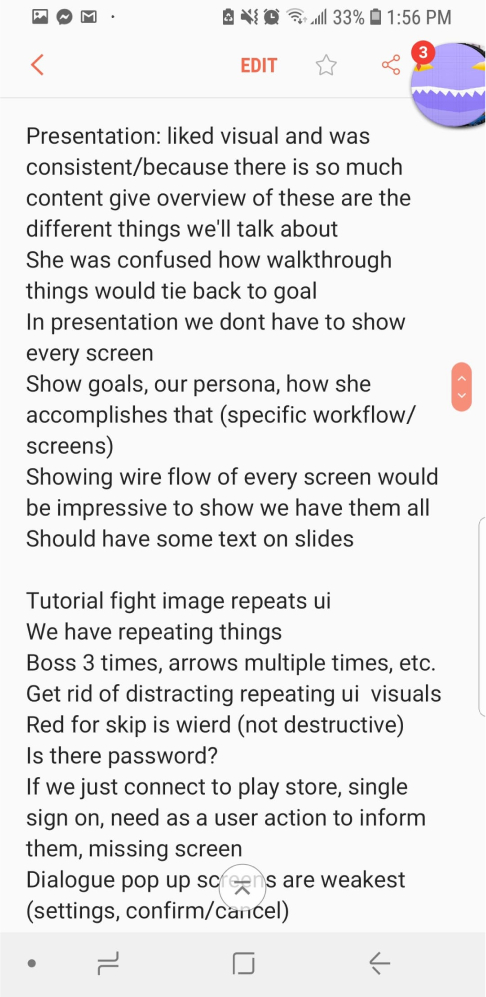 33% 1:56 PM
EDIT
3
Presentation: liked visual and was
consistent/because there is so much
content give overview of these are the
different things we'll talk about
She was confused how walkthrough
things would tie back to goal
In presentation we dont have to show
every screen
Show goals, our persona, how she
accomplishes that (specific workflow/
screens)
Showing wire flow of every screen would
be impressive to show we have them all
Should have some text on slides
Tutorial fight image repeats ui
We have repeating things
Boss 3 times, arrows multiple times, etc.
Get rid of distracting repeating ui visuals
Red for skip is wierd (not destructive)
Is there password?
If we just connect to play store, single
sign on, need as a user action to inform
them, missing screen
Dialogue pop up screens are weakest
(settings, confirm/cancel)